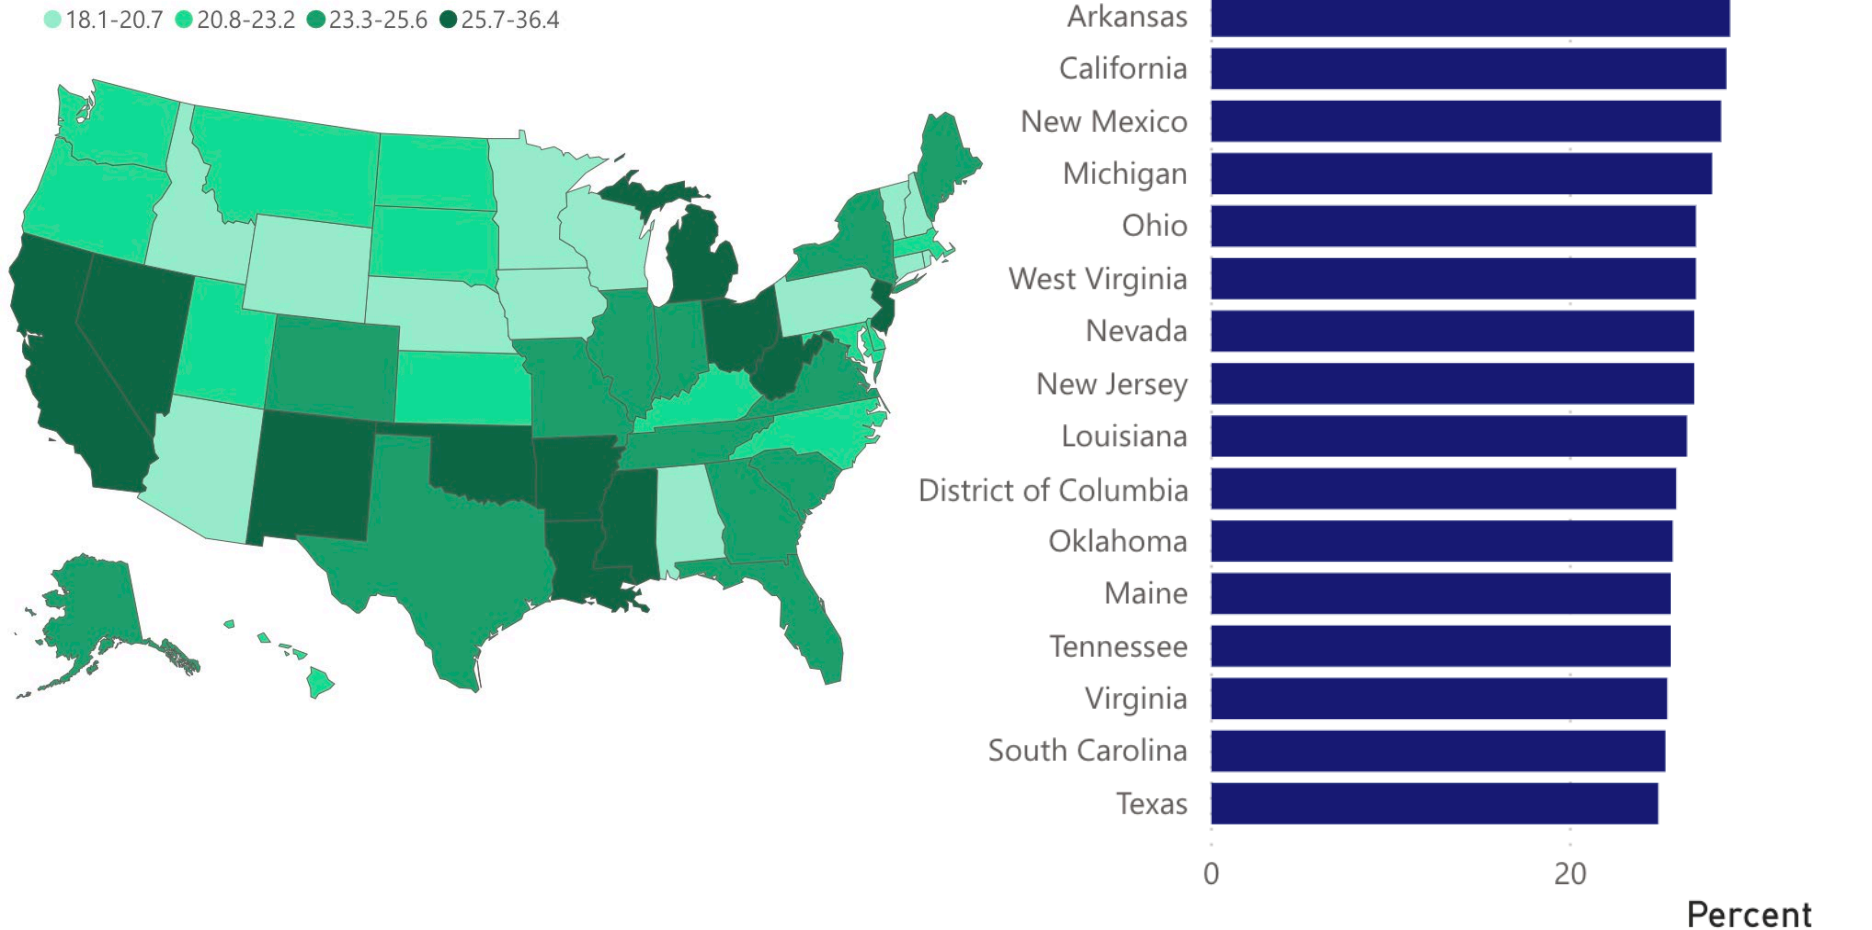 18.1-20.7 20.8-23.2 23.3-25.6 25.7-36.4
Arkansas
California
New Mexico
Michigan
Ohio
West Virginia
Nevada
New Jersey
Louisiana
District of Columbia
Oklahoma
Maine
Tennessee
Virginia
South Carolina
Texas
0 20
Percent